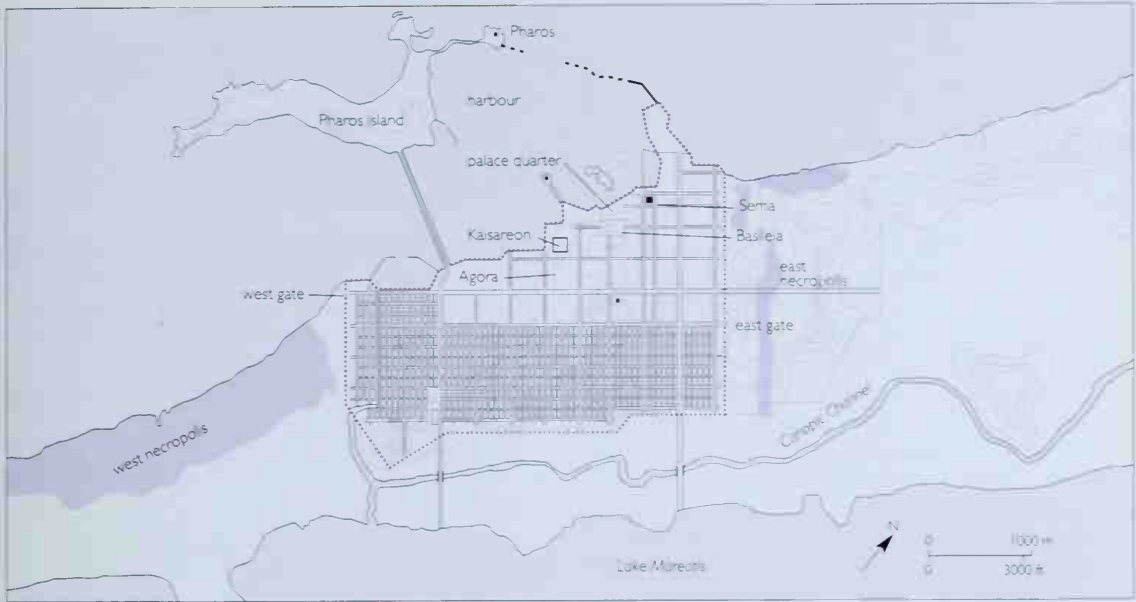 Pharos
harbour
Pharos Island
palace quarter
Sema
Kaisareon
Basileia
Agora
east
necropolis
west gate
east gate
Canopic Channel
west necropolis
N
0 1000 m
0 3000 ft
Lake Mareotis